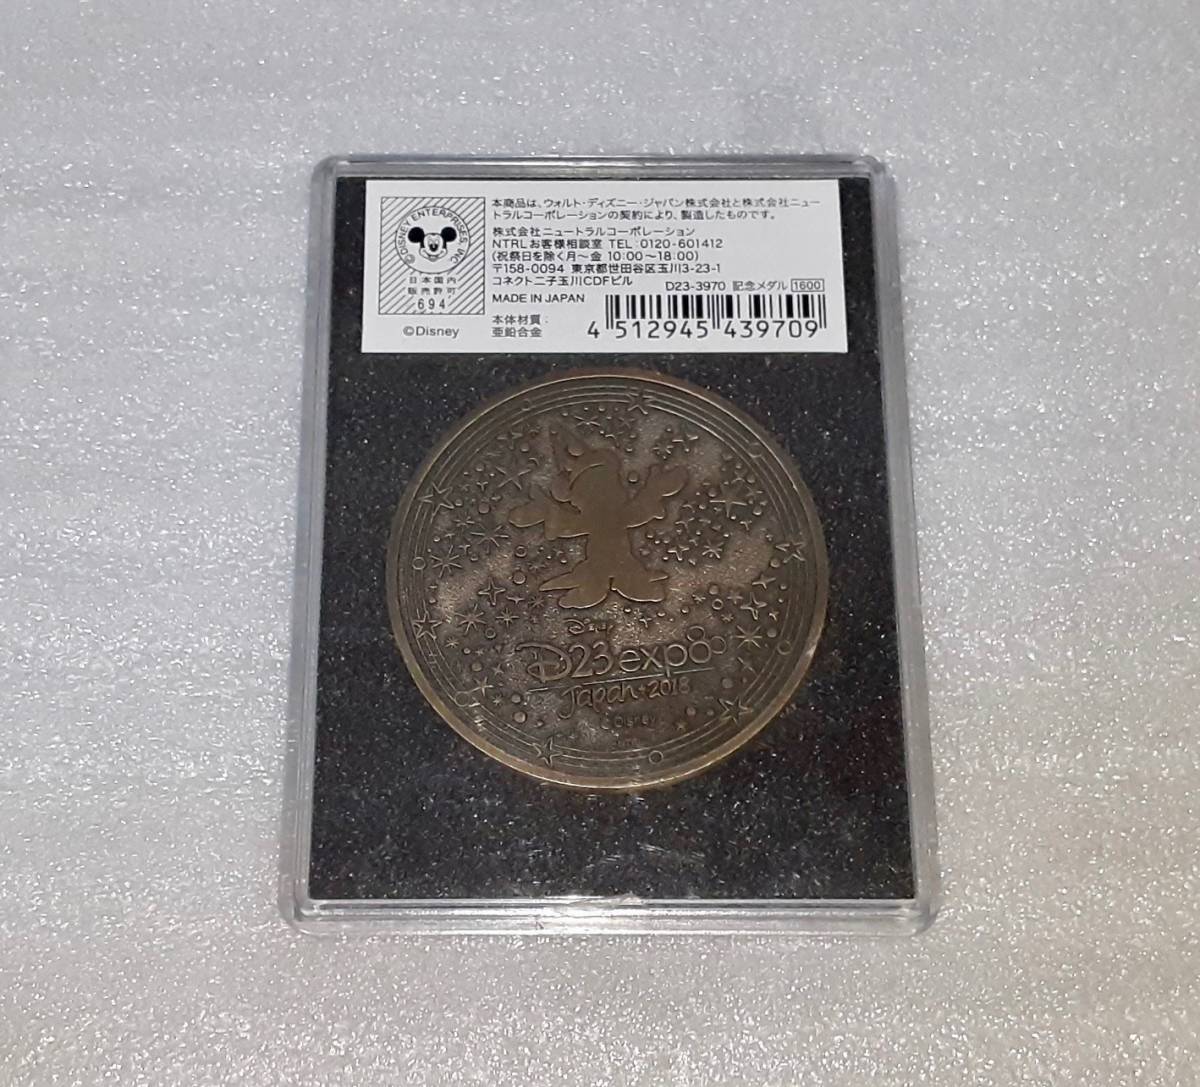 ©DISNEY ENTERPRISES, INC
日本国内
販売許可
694
©Disney
本商品は、ウォルト・ディズニー・ジャパン株式会社と株式会社ニュー
トラルコーポレーションの契約により、製造したものです。
株式会社ニュートラルコーポレーション
NTRLお客様相談室 TEL:0120-601412
(祝祭日を除く月〜金 10:00〜18:00)
〒158-0094 東京都世田谷区玉川3-23-1
コネクト二子玉川CDFビル
D23-3970 記念メダル 1600
MADE IN JAPAN
本体材質:
亜鉛合金
4 512945 439709
Disney
D23 expo
Japan 2018
© Disney